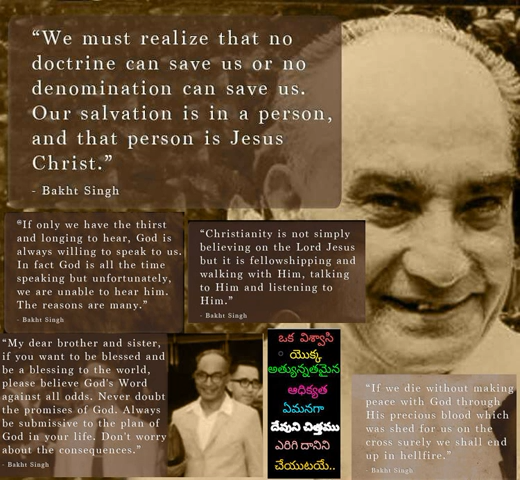 “We must realize that no
doctrine can save us or no
denomination can save us.
Our salvation is in a person,
and that person is Jesus
Christ.”
- Bakht Singh
“If only we have the thirst
and longing to hear, God is
always willing to speak to us.
In fact God is all the time
speaking but unfortunately,
we are unable to hear him.
The reasons are many.”
- Bakht Singh
“Christianity is not simply
believing on the Lord Jesus
but it is fellowshipping and
walking with Him, talking
to Him and listening to
Him.”
- Bakht Singh
“My dear brother and sister,
if you want to be blessed and
be a blessing to the world,
please believe God's Word
against all odds. Never doubt
the promises of God. Always
be submissive to the plan of
God in your life. Don't worry
about the consequences.”
- Bakht Singh
ఒక విశ్వాసి
యొక్క
అత్యున్నతమైన
ఆధిక్యత
ఏమనగా
దేవుని చిత్తము
ఎరిగి దానిని
చేయుటయే..
“If we die without making
peace with God through
His precious blood which
was shed for us on the
cross surely we shall end
up in hellfire.”
- Bakht Singh